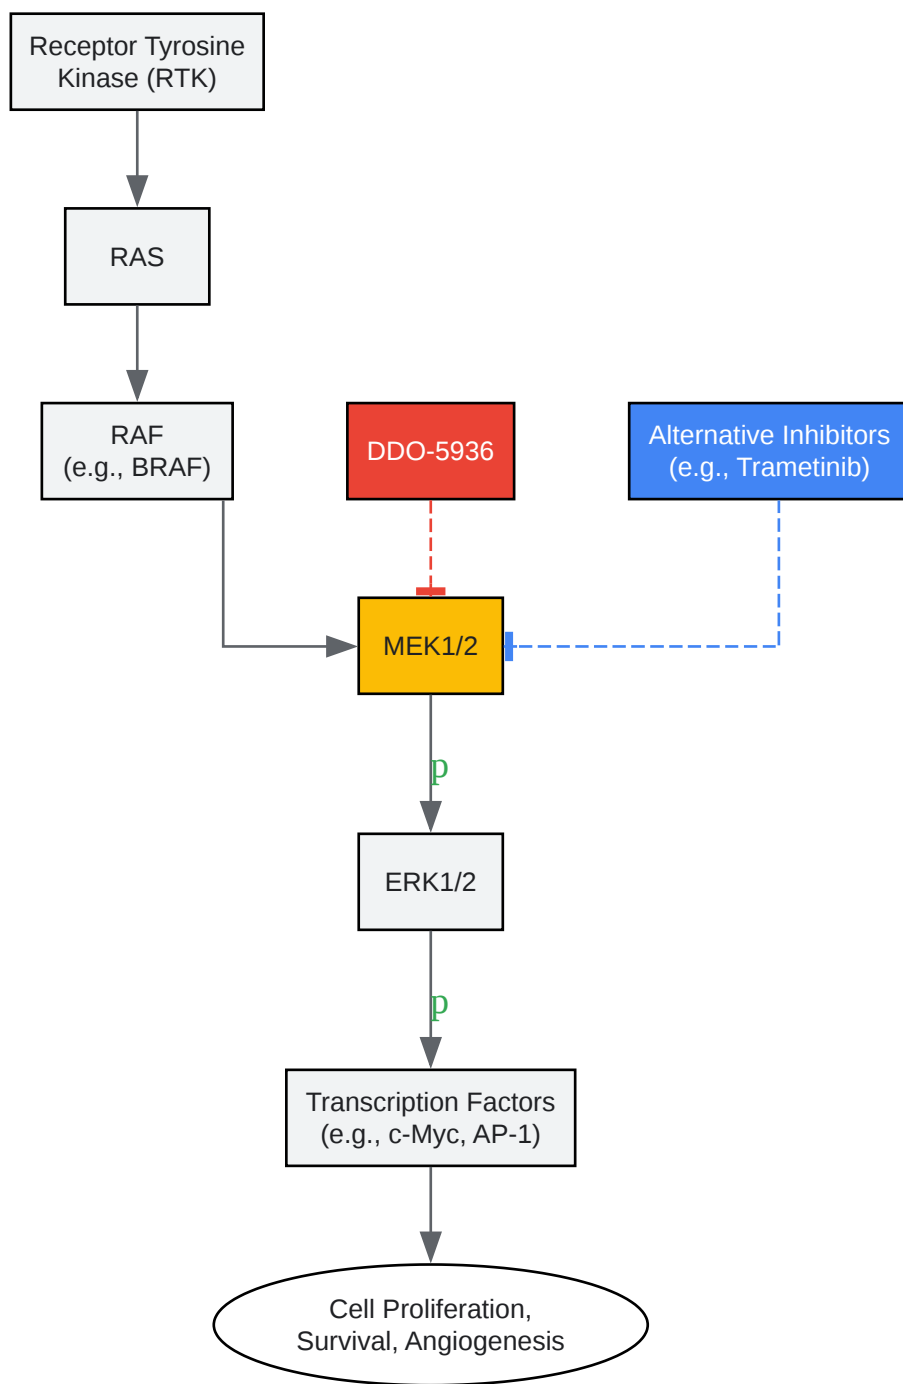 Receptor Tyrosine
Kinase (RTK)
RAS
RAF
(e.g., BRAF)
DDO-5936
Alternative Inhibitors
(e.g., Trametinib)
MEK1/2
p
ERK1/2
p
Transcription Factors
(e.g., c-Myc, AP-1)
Cell Proliferation,
Survival, Angiogenesis